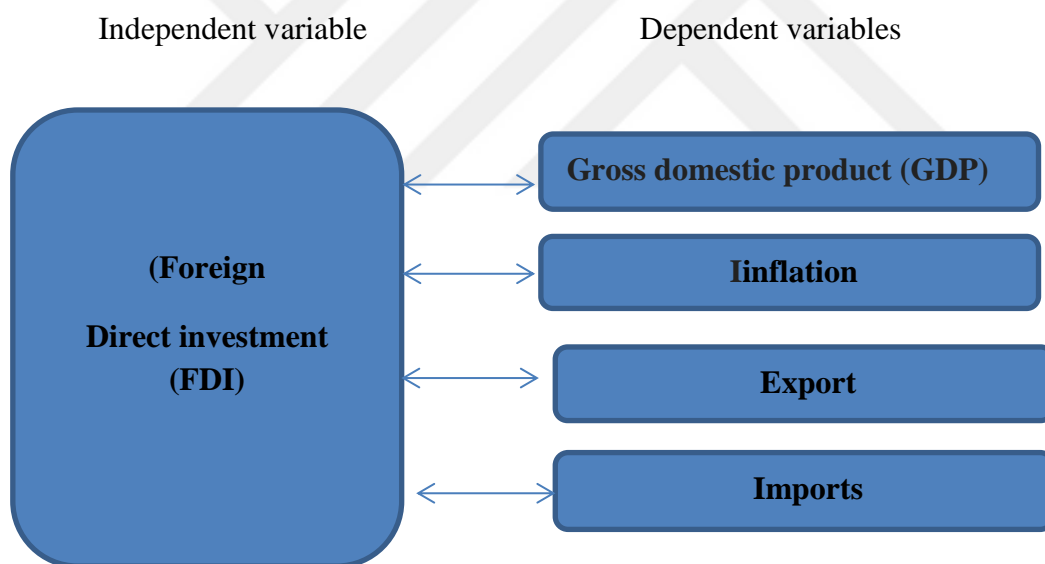 Independent variable
Dependent variables
(Foreign
Direct investment
(FDI)
Gross domestic product (GDP)
Iinflation
Export
Imports